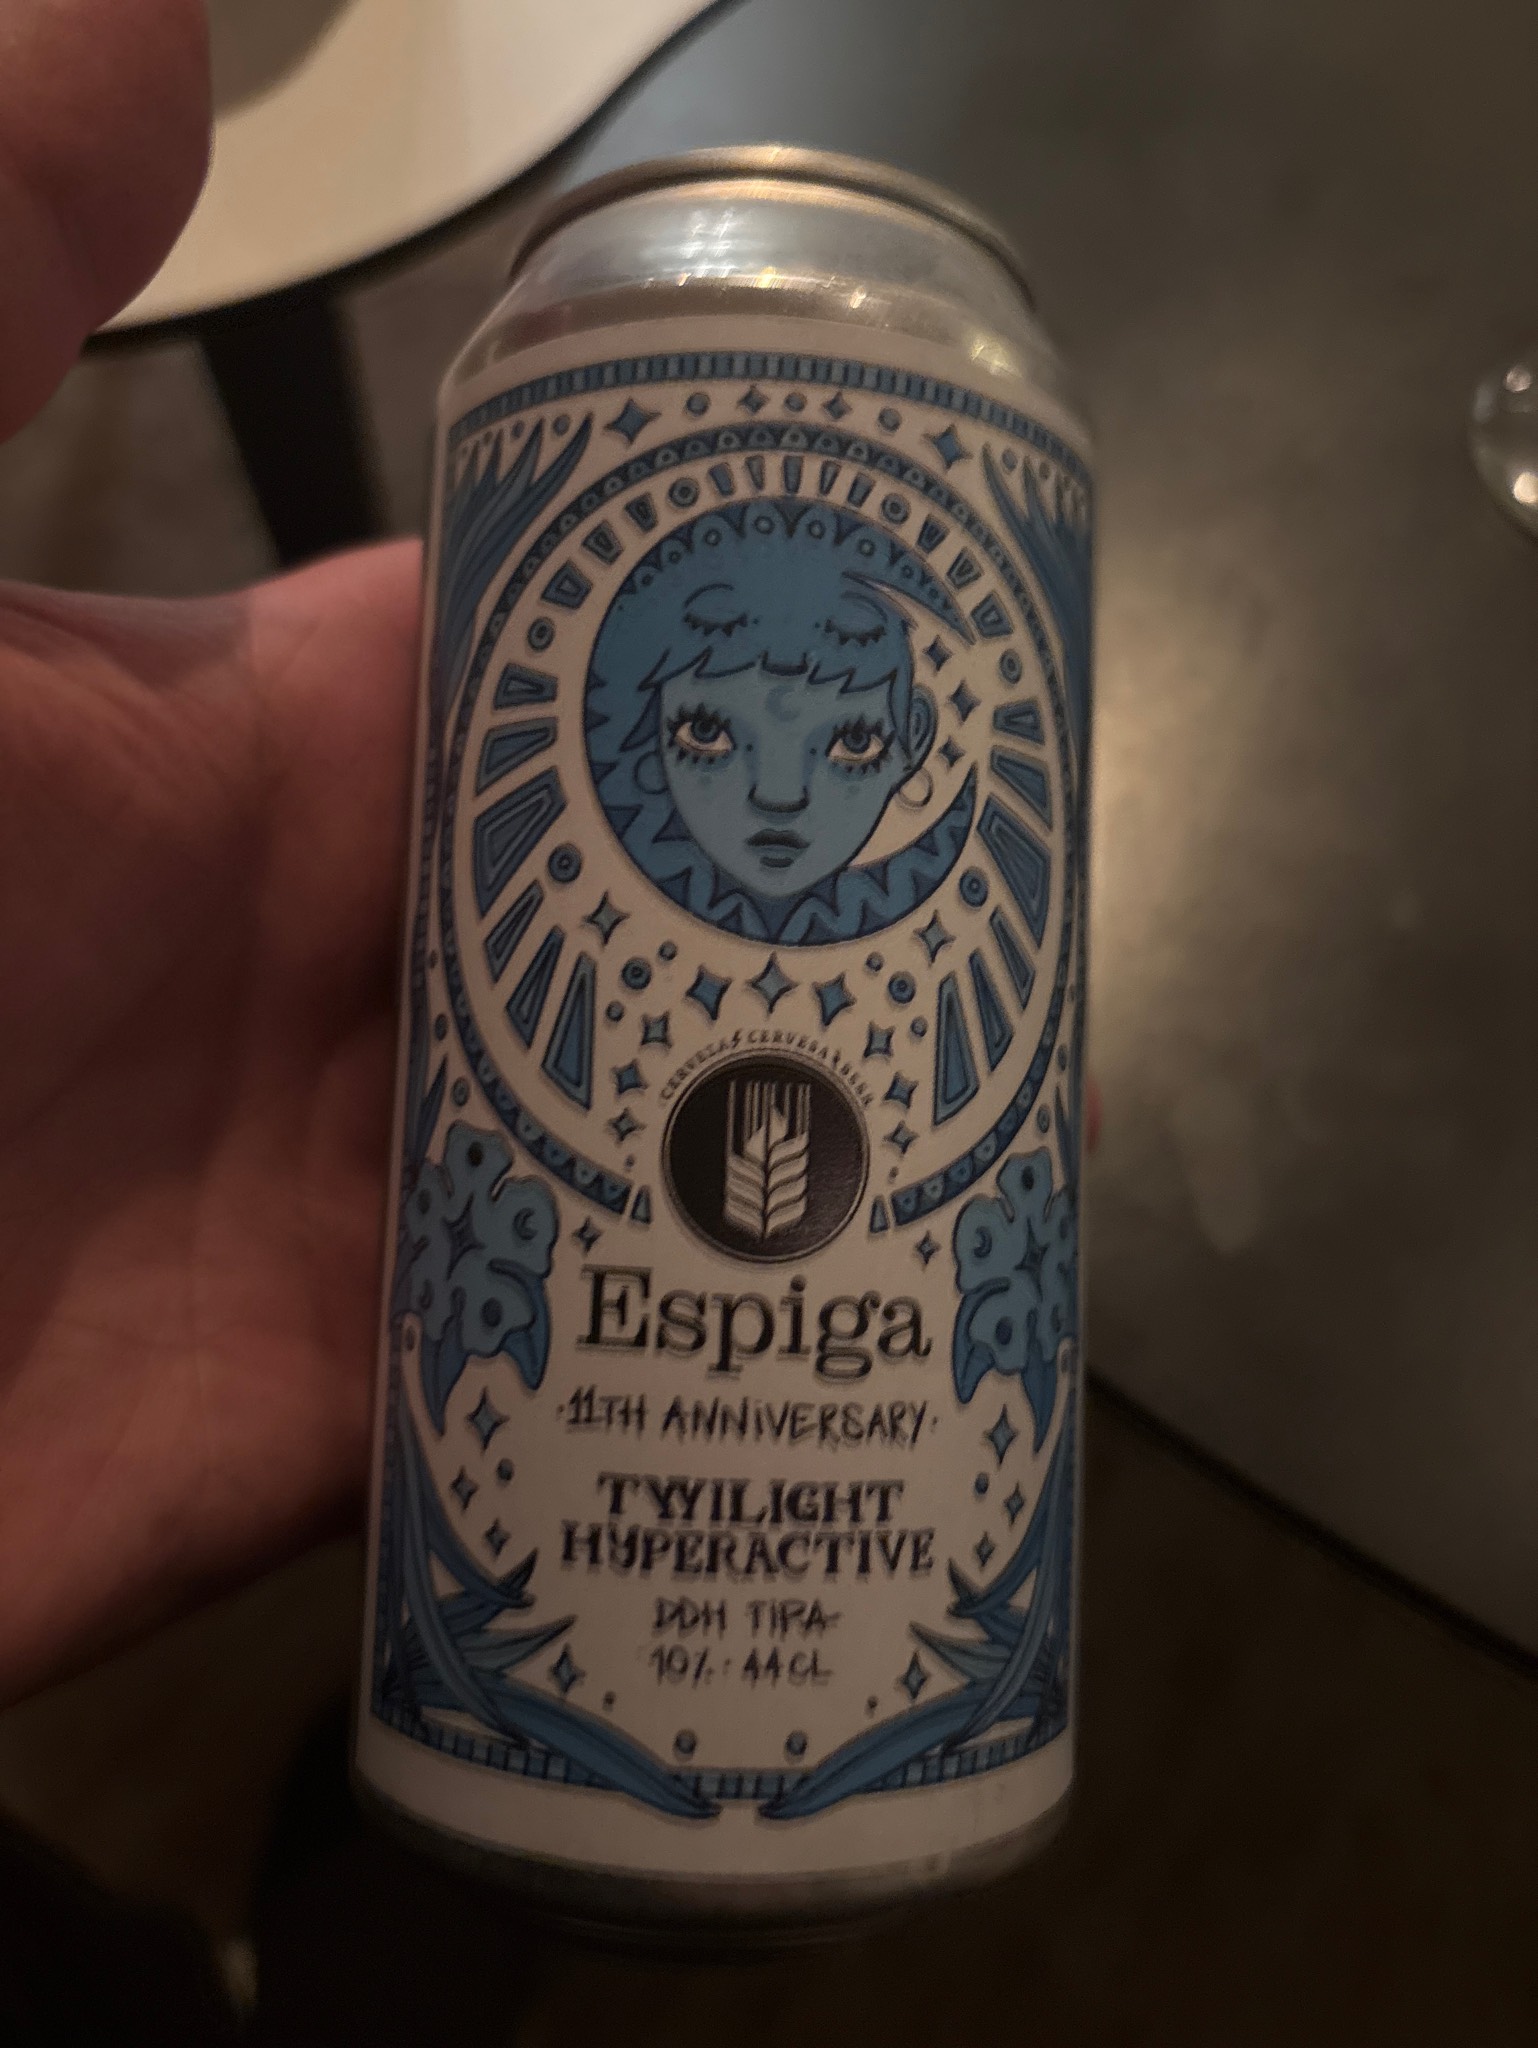 CERVEZA CERVESA BEER
Espiga
·11TH ANNiVERSARY·
TWILIGHT
HYPERACTIVE
DDH TiPA
10%·44CL